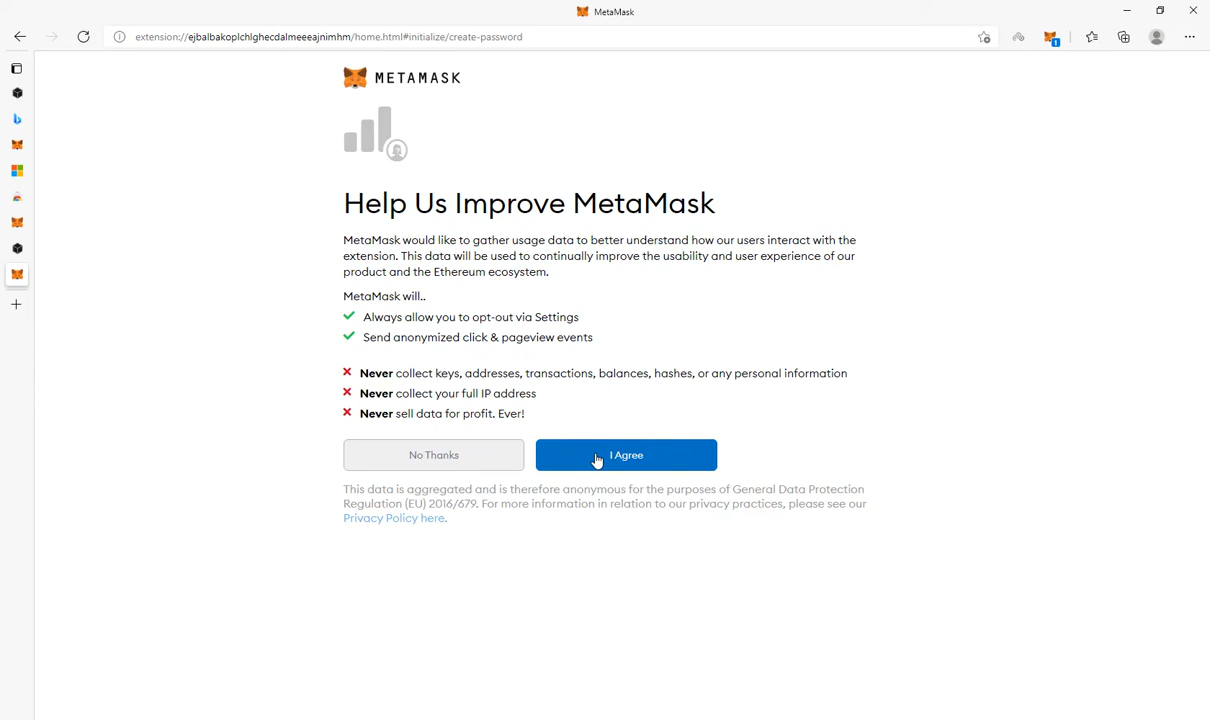 MetaMask
extension://ejbalbakoplchlghecdalmeeeajnimhm/home.html#initialize/create-password
1
METAMASK
Help Us Improve MetaMask
MetaMask would like to gather usage data to better understand how our users interact with the
extension. This data will be used to continually improve the usability and user experience of our
product and the Ethereum ecosystem.
MetaMask will..
Always allow you to opt-out via Settings
Send anonymized click & pageview events
Never collect keys, addresses, transactions, balances, hashes, or any personal information
Never collect your full IP address
Never sell data for profit. Ever!
No Thanks
I Agree
This data is aggregated and is therefore anonymous for the purposes of General Data Protection
Regulation (EU) 2016/679. For more information in relation to our privacy practices, please see our
Privacy Policy here.